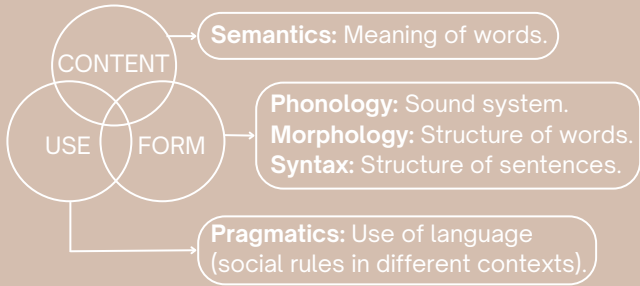 CONTENT
Semantics: Meaning of words.
USE
FORM
Phonology: Sound system.
Morphology: Structure of words.
Syntax: Structure of sentences.
Pragmatics: Use of language
(social rules in different contexts).